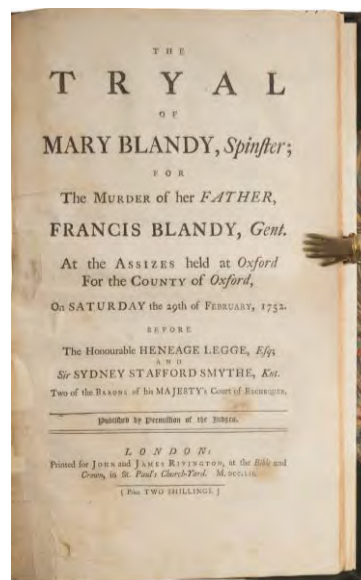 THE
TRYAL
OF
MARY BLANDY, Spinster;
FOR
The MURDER of her FATHER,
FRANCIS BLANDY, Gent.
At the ASSIZES held at Oxford
For the COUNTY of Oxford,
On SATURDAY the 29th of FEBRUARY, 1752.
BEFORE
The Honourable HENEAGE LEGGE, Esq;
AND
Sir SYDNEY STAFFORD SMYTHE, Knt.
Two of the BARONS of his MAJESTY's Court of EXCHEQUER.
Published by Permission of the Judges.
LONDON:
Printed for JOHN and JAMES RIVINGTON, at the Bible and
Crown, in St. Paul's Church-Yard. M.DCC.LII.
[ Price TWO SHILLINGS. ]